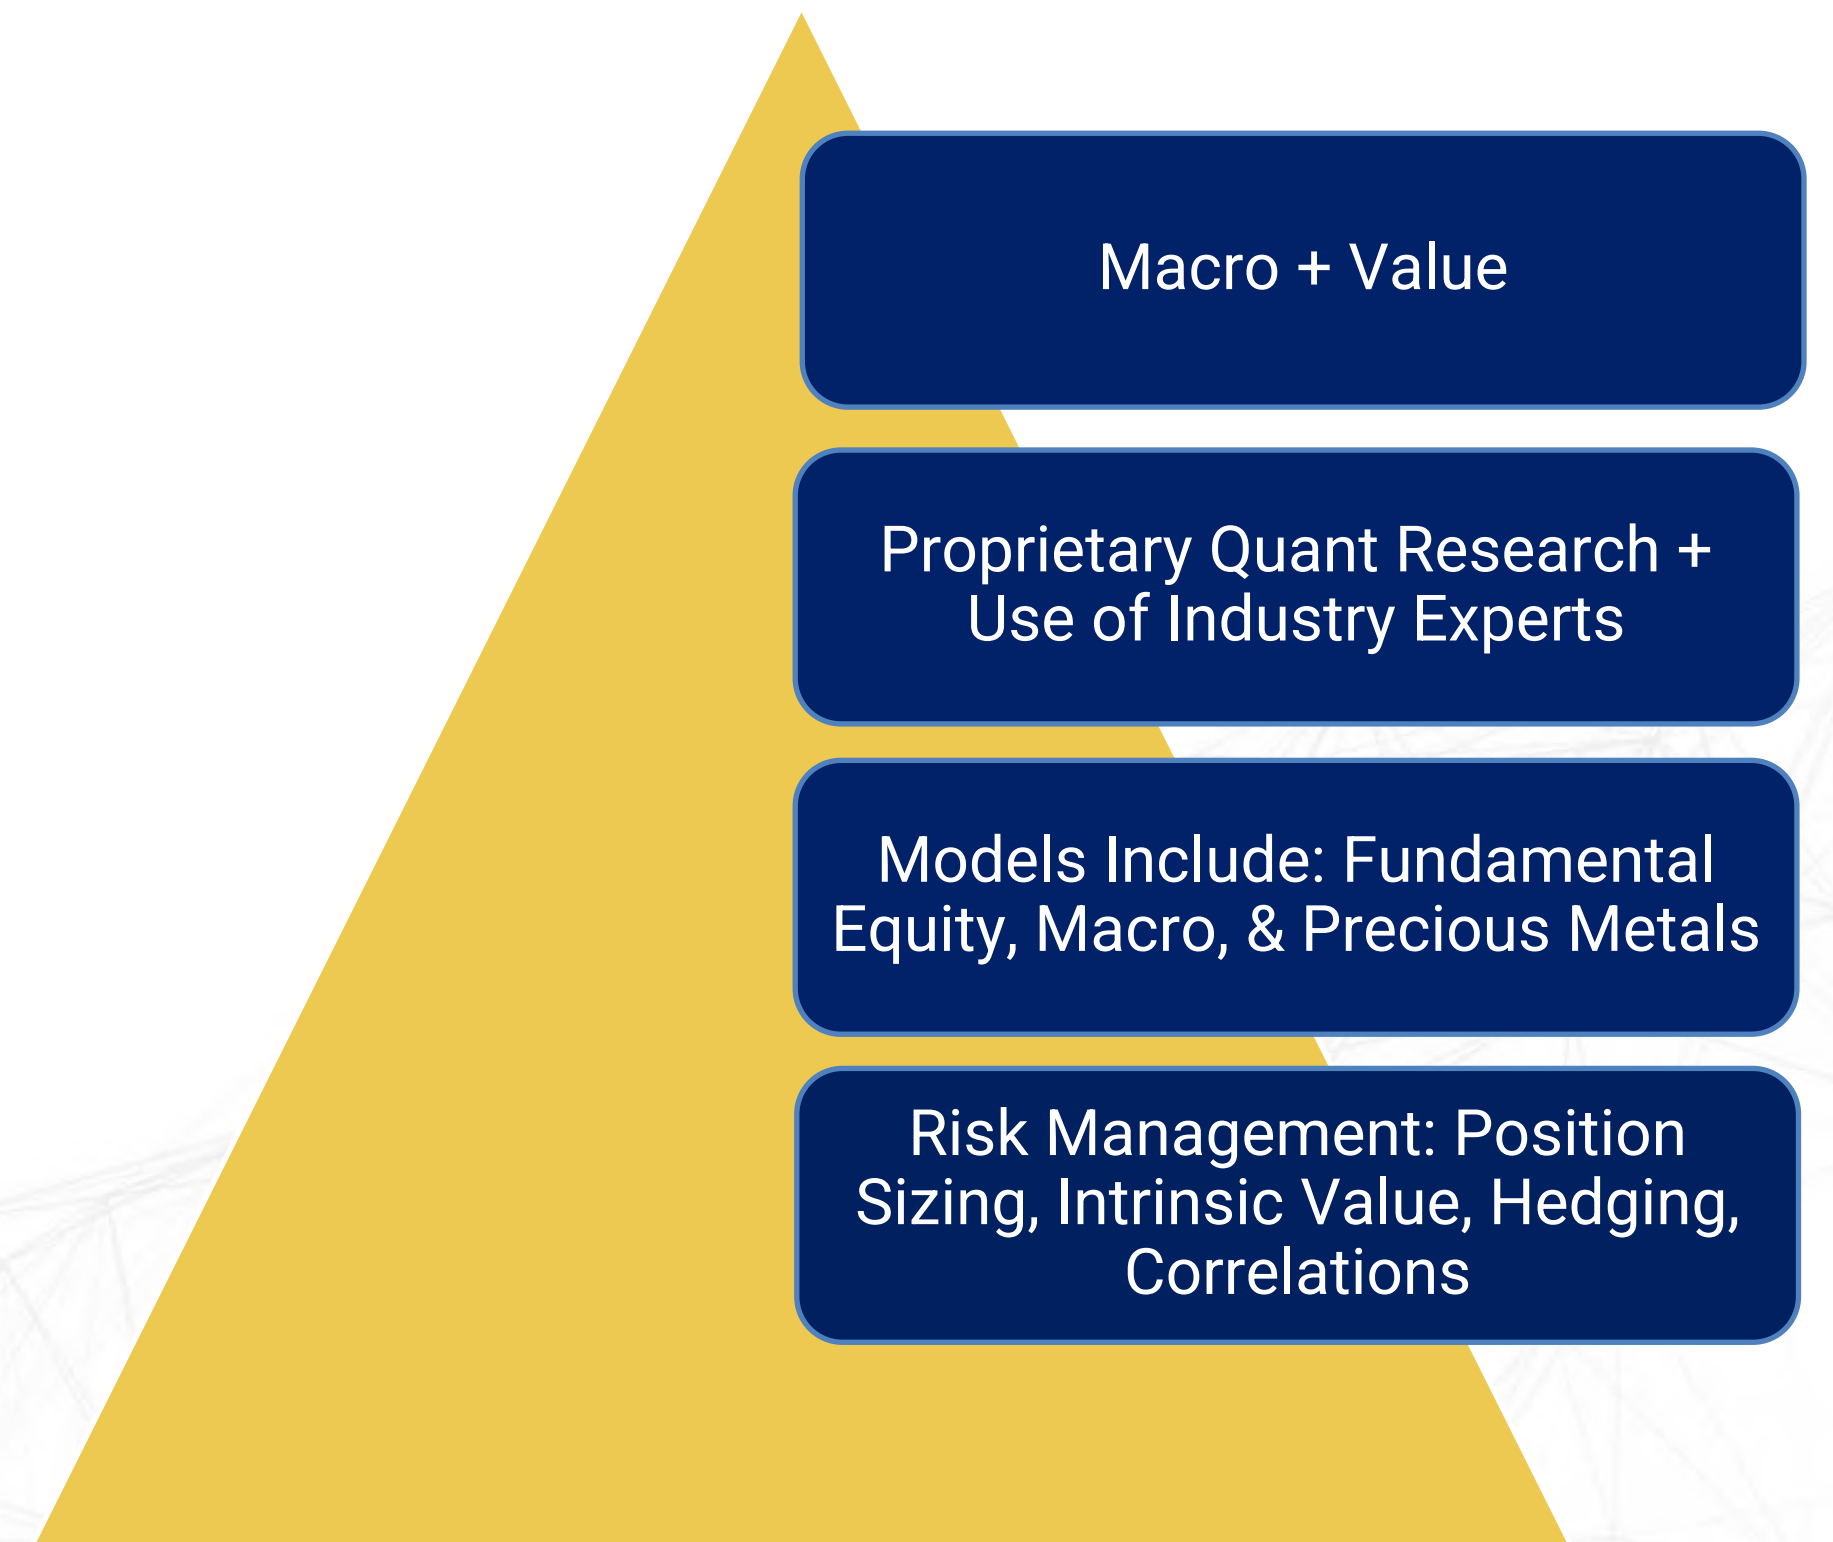 Macro + Value
Proprietary Quant Research +
Use of Industry Experts
Models Include: Fundamental
Equity, Macro, & Precious Metals
Risk Management: Position
Sizing, Intrinsic Value, Hedging,
Correlations